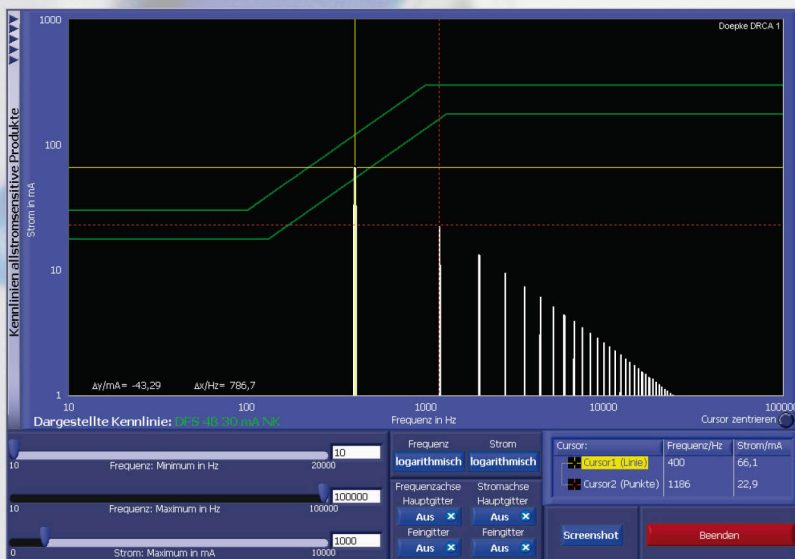 Kennlinien allstromsensitive Produkte
1000
Doepke DRCA 1
100
Strom in mA
10
Δy/mA= -43,29 Δx/Hz= 786,7
1
10 100 1000 10000 100000
Dargestellte Kennlinie: DFS 4B 30 mA NK Frequenz in Hz Cursor zentrieren
10
10 Frequenz: Minimum in Hz 20000
100000
10 Frequenz: Maximum in Hz 100000
1000
0 Strom: Maximum in mA 10000
Frequenz Strom
logarithmisch logarithmisch
Frequenzachse Stromachse
Hauptgitter Hauptgitter
Aus × Aus ×
Feingitter Feingitter
Aus × Aus ×
Cursor: Frequenz/Hz Strom/mA
Cursor1 (Linie) 400 66,1
Cursor2 (Punkte) 1186 22,9
Screenshot Beenden